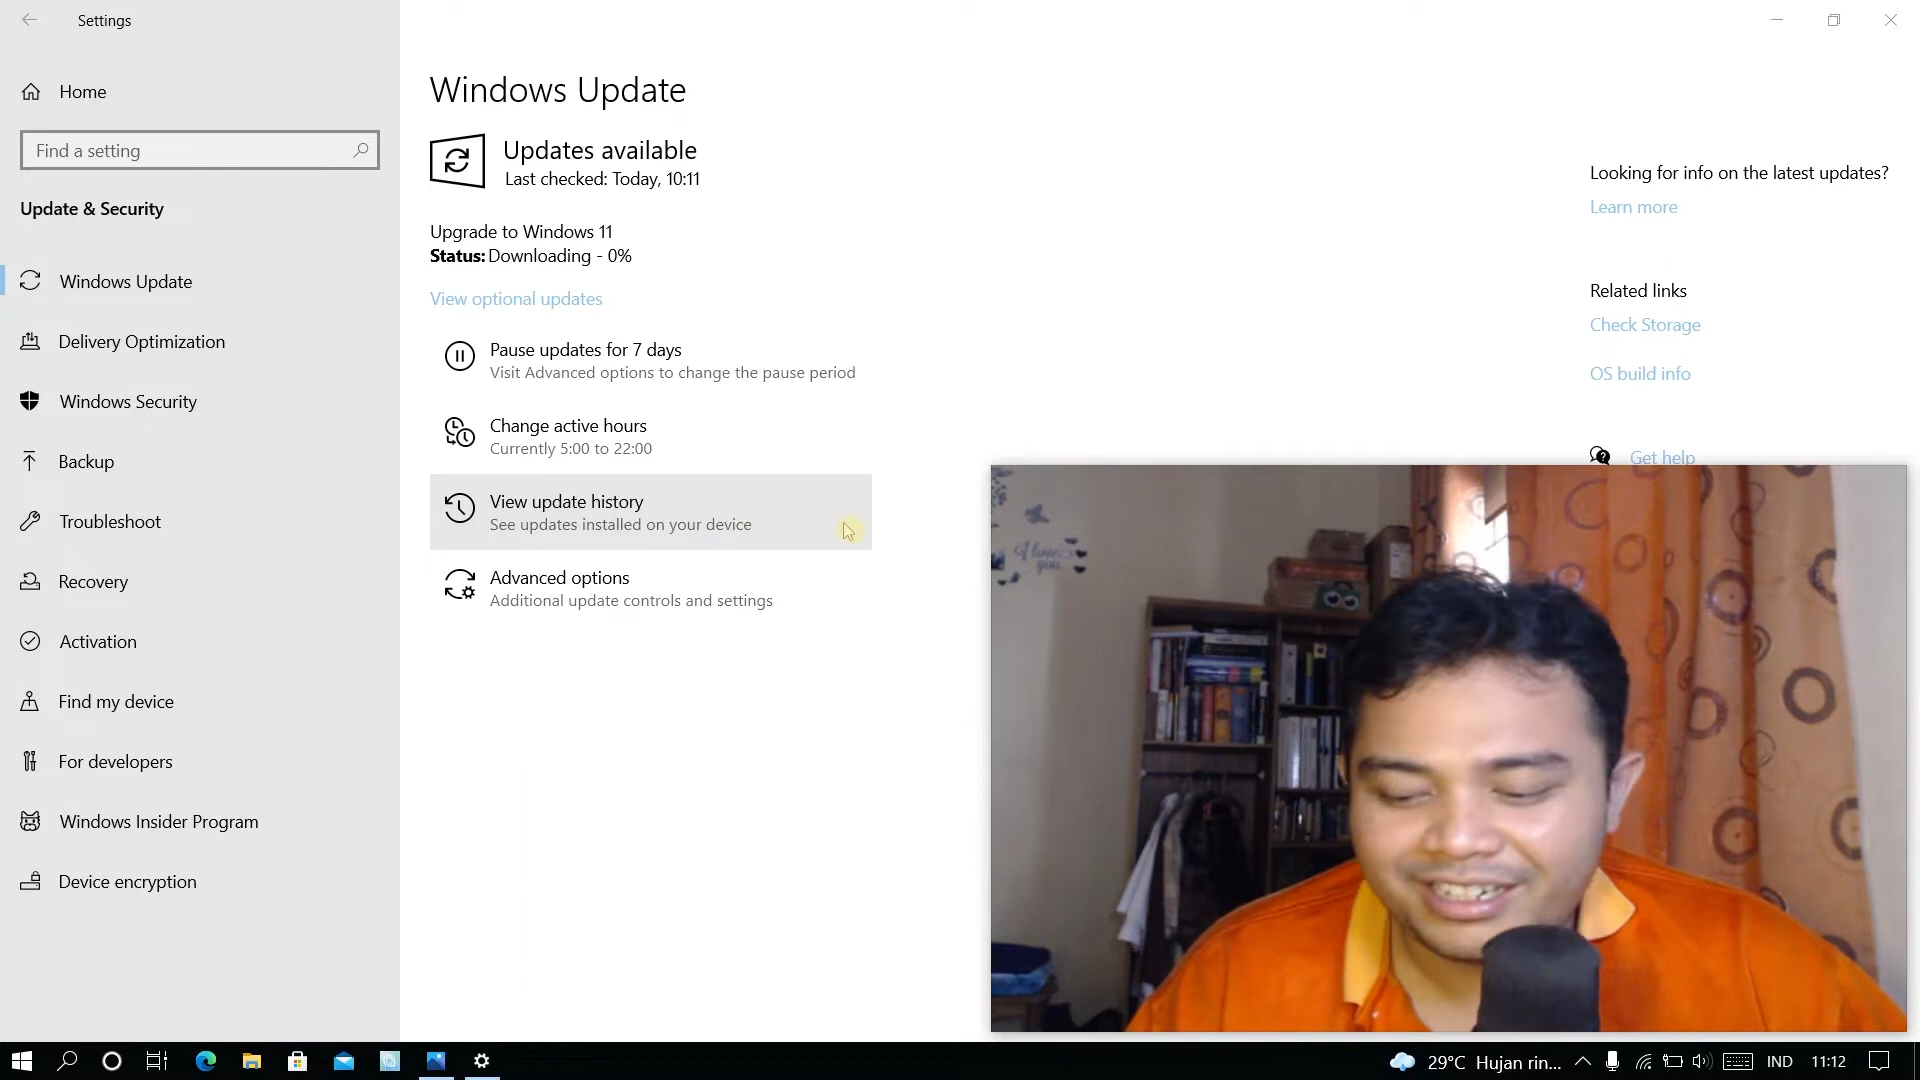 Settings
Home
Find a setting
Update & Security
Windows Update
Delivery Optimization
Windows Security
Backup
Troubleshoot
Recovery
Activation
Find my device
For developers
Windows Insider Program
Device encryption
Windows Update
Updates available
Last checked: Today, 10:11
Upgrade to Windows 11
Status: Downloading - 0%
View optional updates
Pause updates for 7 days
Visit Advanced options to change the pause period
Change active hours
Currently 5:00 to 22:00
View update history
See updates installed on your device
Advanced options
Additional update controls and settings
Looking for info on the latest updates?
Learn more
Related links
Check Storage
OS build info
Get help
I love you
29°C Hujan rin...
IND
11:12